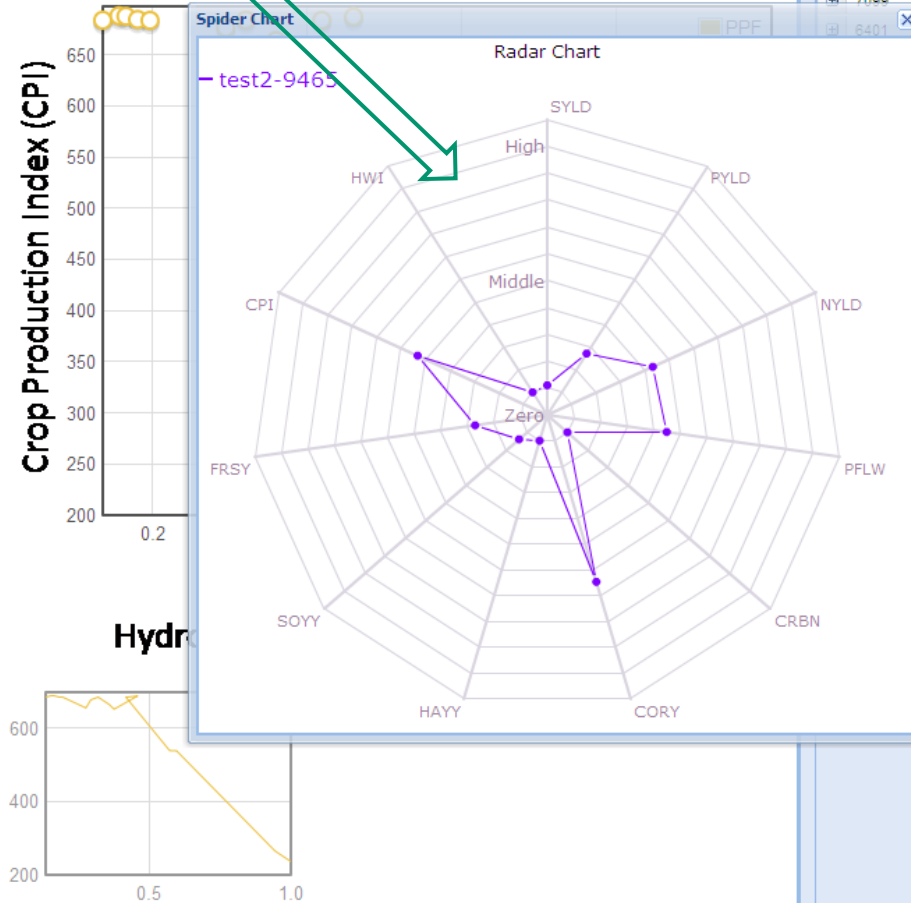 Spider Chart
7099
6401
PPF
Radar Chart
test2-9465
SYLD
High
HWI
PYLD
Middle
CPI
NYLD
Zero
FRSY
PFLW
SOYY
CRBN
HAYY
CORY
Crop Production Index (CPI)
650
600
550
500
450
400
350
300
250
200
0.2
Hydr
600
400
200
0.5
1.0